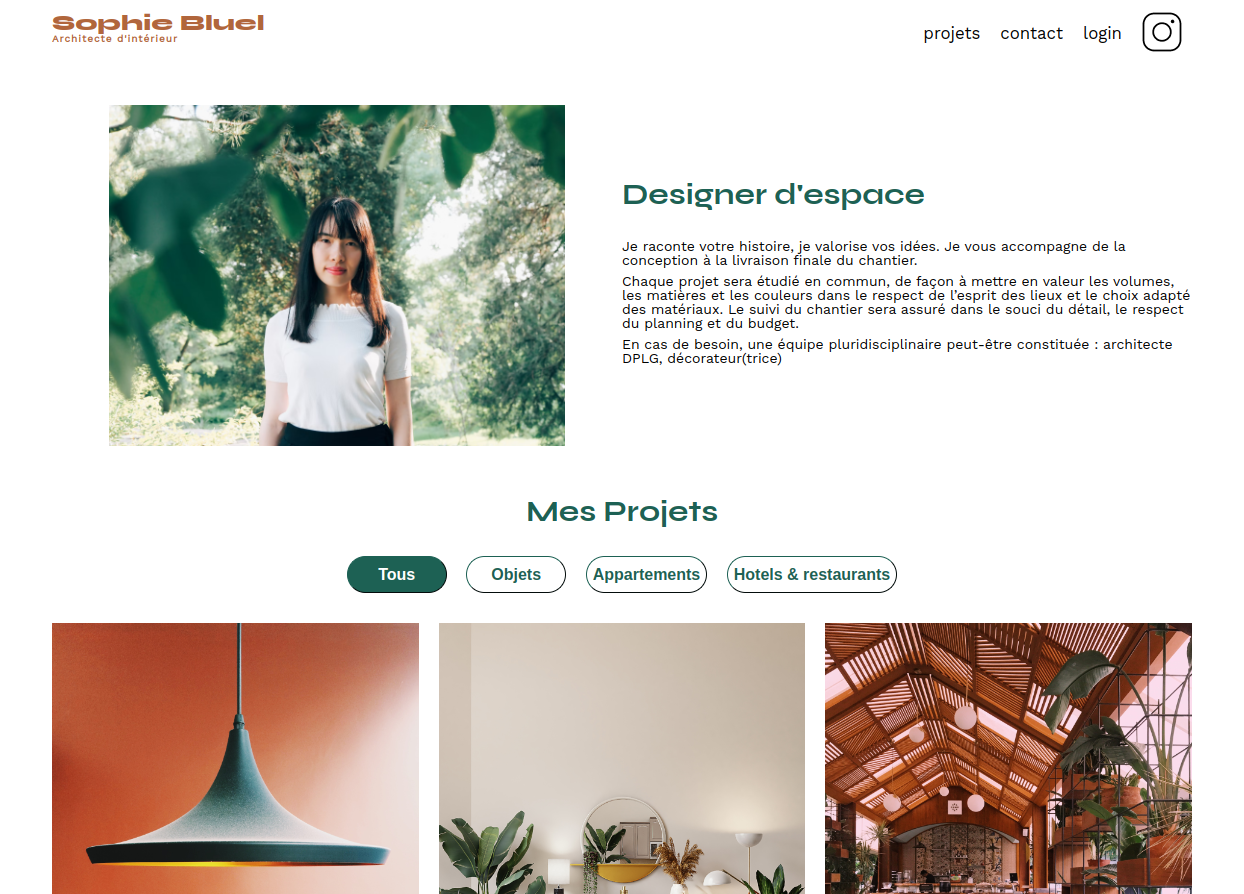 Sophie Bluel
Architecte d'intérieur
projets
contact
login
Designer d'espace
Je raconte votre histoire, je valorise vos idées. Je vous accompagne de la
conception à la livraison finale du chantier.
Chaque projet sera étudié en commun, de façon à mettre en valeur les volumes,
les matières et les couleurs dans le respect de l'esprit des lieux et le choix adapté
des matériaux. Le suivi du chantier sera assuré dans le souci du détail, le respect
du planning et du budget.
En cas de besoin, une équipe pluridisciplinaire peut-être constituée : architecte
DPLG, décorateur(trice)
Mes Projets
Tous
Objets
Appartements
Hotels & restaurants